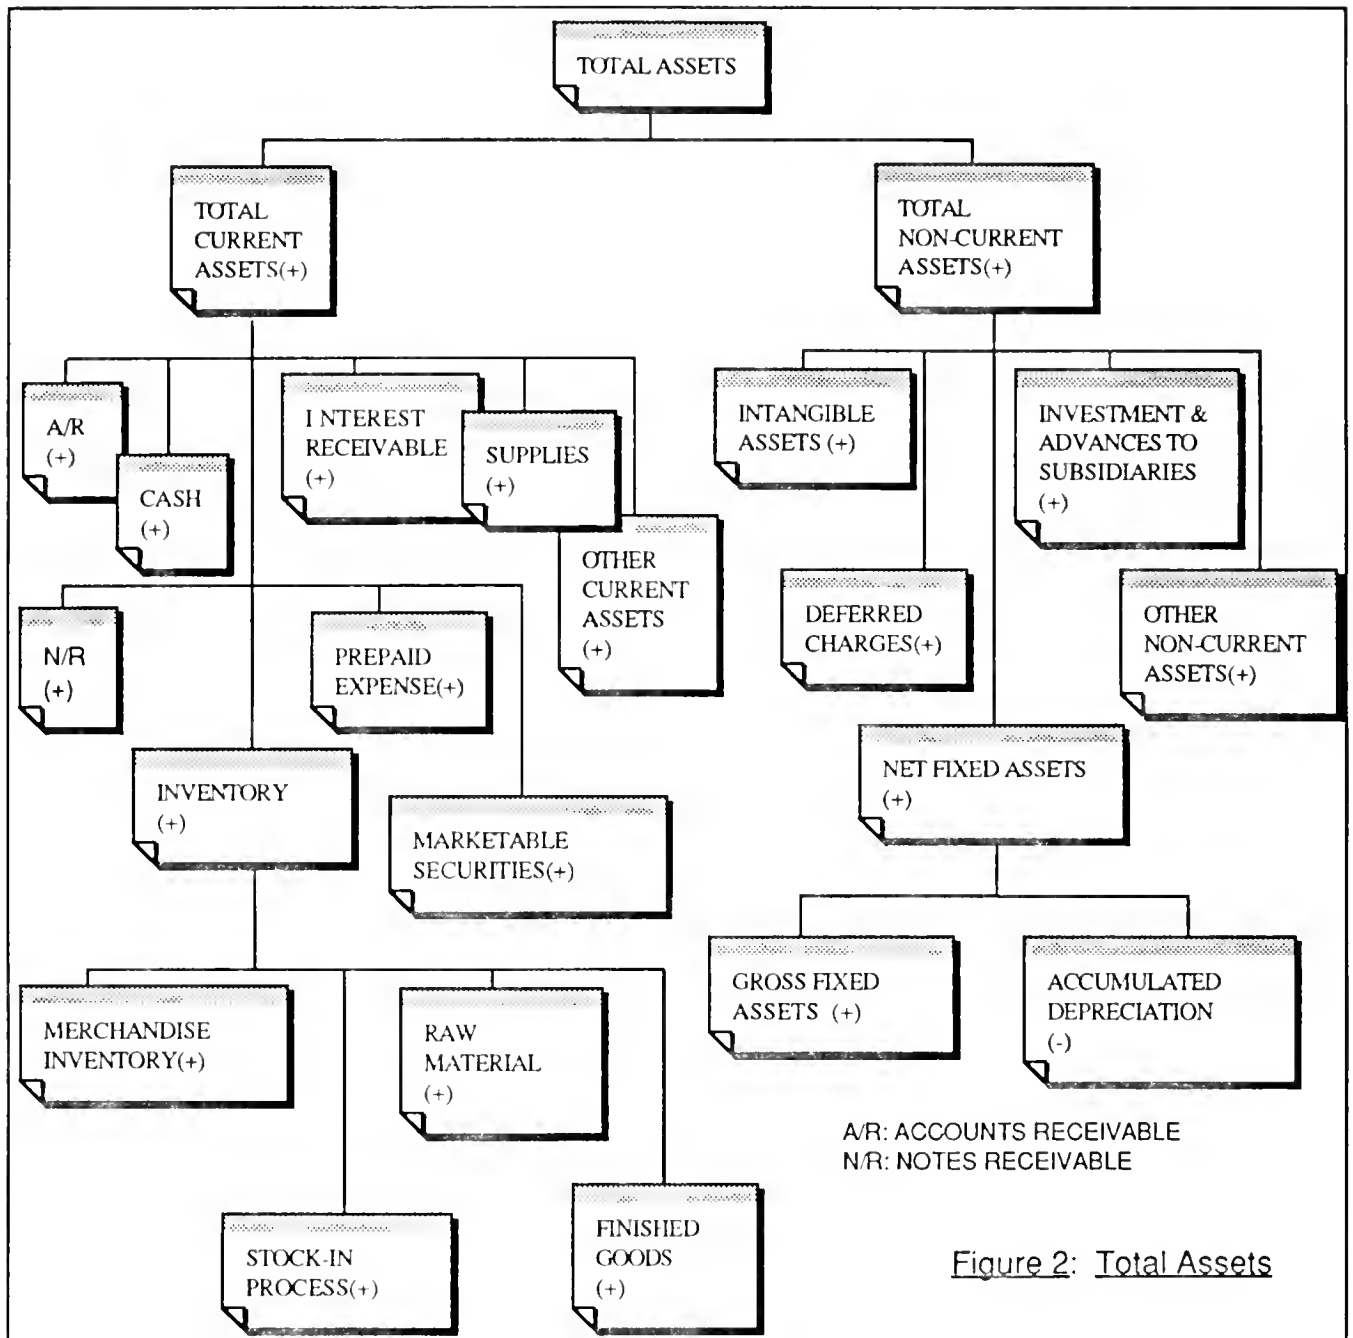 TOTAL ASSETS
TOTAL
CURRENT
ASSETS(+)
TOTAL
NON-CURRENT
ASSETS(+)
A/R
(+)
CASH
(+)
I NTEREST
RECEIVABLE
(+)
SUPPLIES
(+)
OTHER
CURRENT
ASSETS
(+)
INTANGIBLE
ASSETS (+)
INVESTMENT &
ADVANCES TO
SUBSIDIARIES
(+)
DEFERRED
CHARGES(+)
OTHER
NON-CURRENT
ASSETS(+)
N/R
(+)
PREPAID
EXPENSE(+)
INVENTORY
(+)
MARKETABLE
SECURITIES(+)
NET FIXED ASSETS
(+)
GROSS FIXED
ASSETS (+)
ACCUMULATED
DEPRECIATION
(-)
MERCHANDISE
INVENTORY(+)
RAW
MATERIAL
(+)
STOCK-IN
PROCESS(+)
FINISHED
GOODS
(+)
A/R: ACCOUNTS RECEIVABLE
N/R: NOTES RECEIVABLE
Figure 2: Total Assets